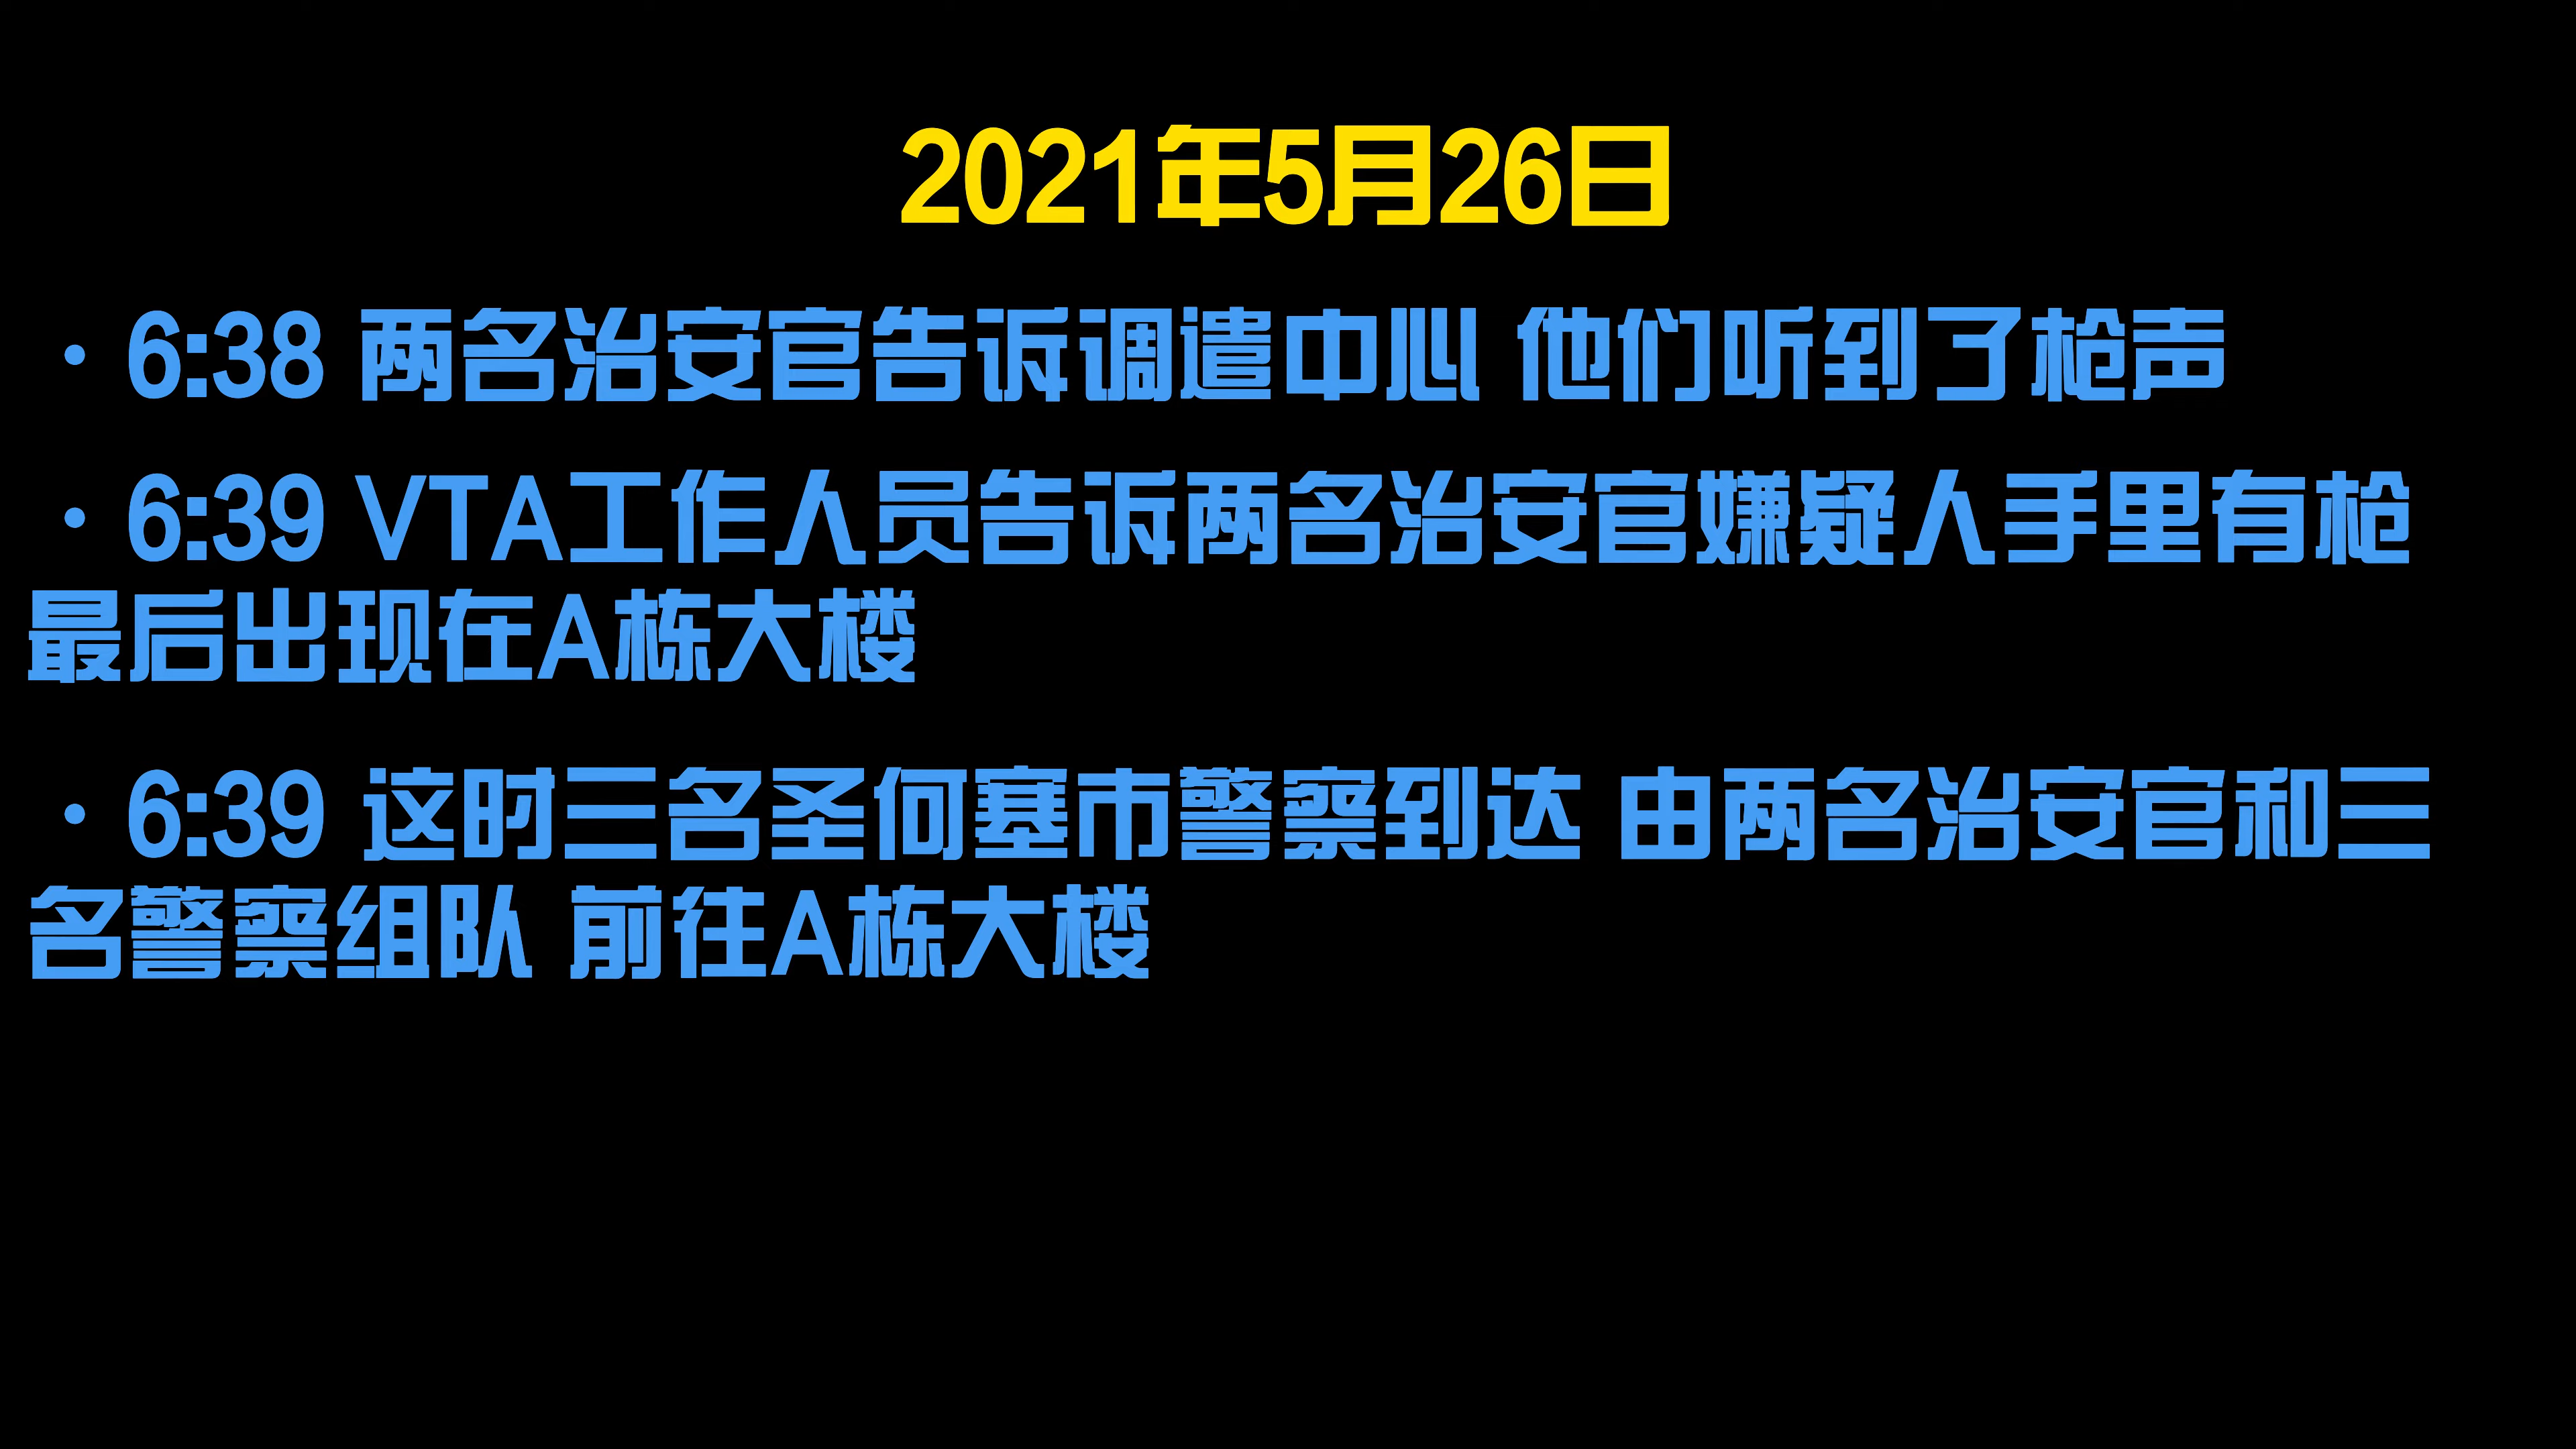 2021年5月26日
· 6:38 两名治安官告诉调遣中心 他们听到了枪声
· 6:39 VTA工作人员告诉两名治安官嫌疑人手里有枪
最后出现在A栋大楼
· 6:39 这时三名圣何塞市警察到达 由两名治安官和三
名警察组队 前往A栋大楼